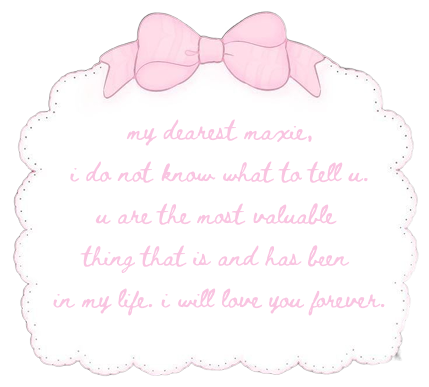 my dearest maxie,
i do not know what to tell u.
u are the most valuable
thing that is and has been
in my life. i will love you forever.